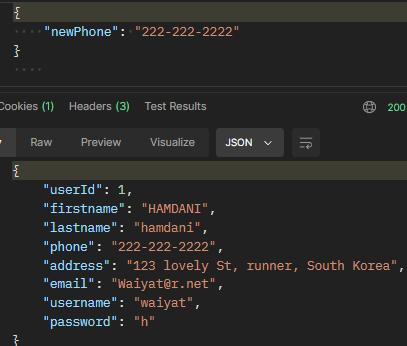 {
"newPhone": "222-222-2222"
}
Cookies (1) Headers (3) Test Results
200
Raw Preview Visualize JSON
{
"userId": 1,
"firstname": "HAMDANI",
"lastname": "hamdani",
"phone": "222-222-2222",
"address": "123 lovely St, runner, South Korea",
"email": "Waiyat@r.net",
"username": "waiyat",
"password": "h"
}